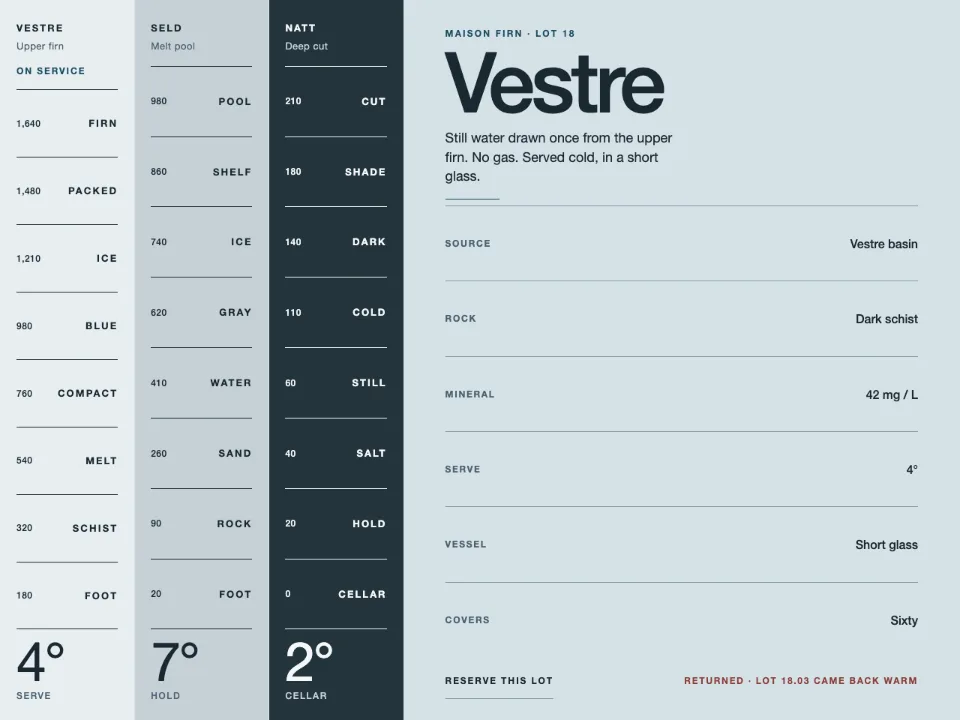 VESTRE
Upper firn
ON SERVICE
1,640 FIRN
1,480 PACKED
1,210 ICE
980 BLUE
760 COMPACT
540 MELT
320 SCHIST
180 FOOT
4°
SERVE
SELD
Melt pool
980 POOL
860 SHELF
740 ICE
620 GRAY
410 WATER
260 SAND
90 ROCK
20 FOOT
7°
HOLD
NATT
Deep cut
210 CUT
180 SHADE
140 DARK
110 COLD
60 STILL
40 SALT
20 HOLD
0 CELLAR
2°
CELLAR
MAISON FIRN · LOT 18
Vestre
Still water drawn once from the upper
firn. No gas. Served cold, in a short
glass.
SOURCE Vestre basin
ROCK Dark schist
MINERAL 42 mg / L
SERVE 4°
VESSEL Short glass
COVERS Sixty
RESERVE THIS LOT
RETURNED · LOT 18.03 CAME BACK WARM